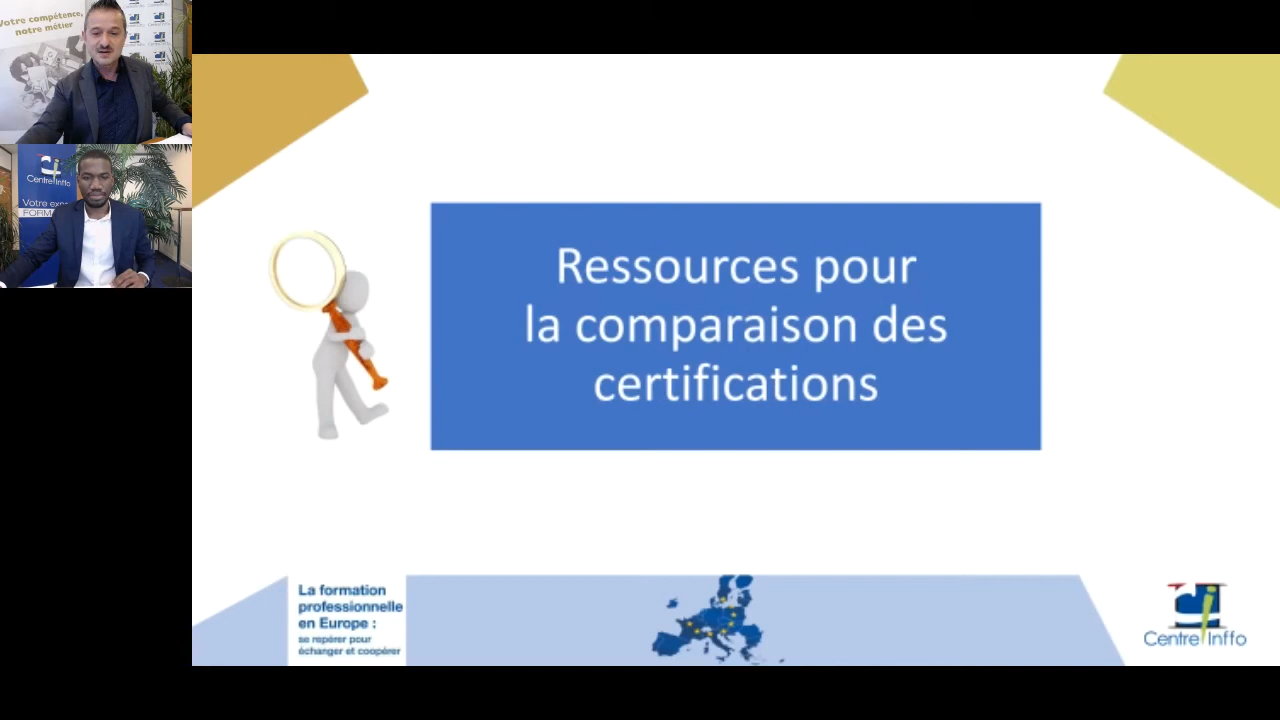 Votre compétence,
notre métier
Centre Inffo
Votre
FORM
Ressources pour
la comparaison des
certifications
La formation
professionnelle
en Europe :
se repérer pour
échanger et coopérer
Centre Inffo